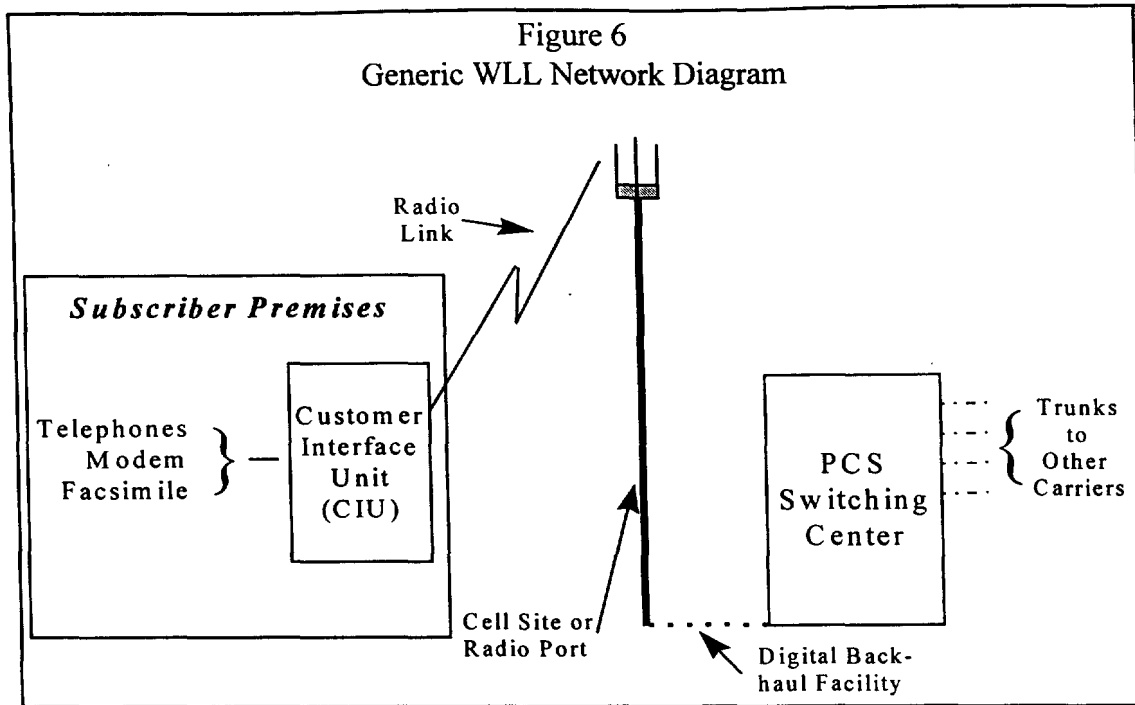 Figure 6
Generic WLL Network Diagram
Radio
Link
Subscriber Premises
Telephones
Modem
Facsimile
Customer
Interface
Unit
(CIU)
PCS
Switching
Center
Trunks
to
Other
Carriers
Cell Site or
Radio Port
Digital Back-
haul Facility